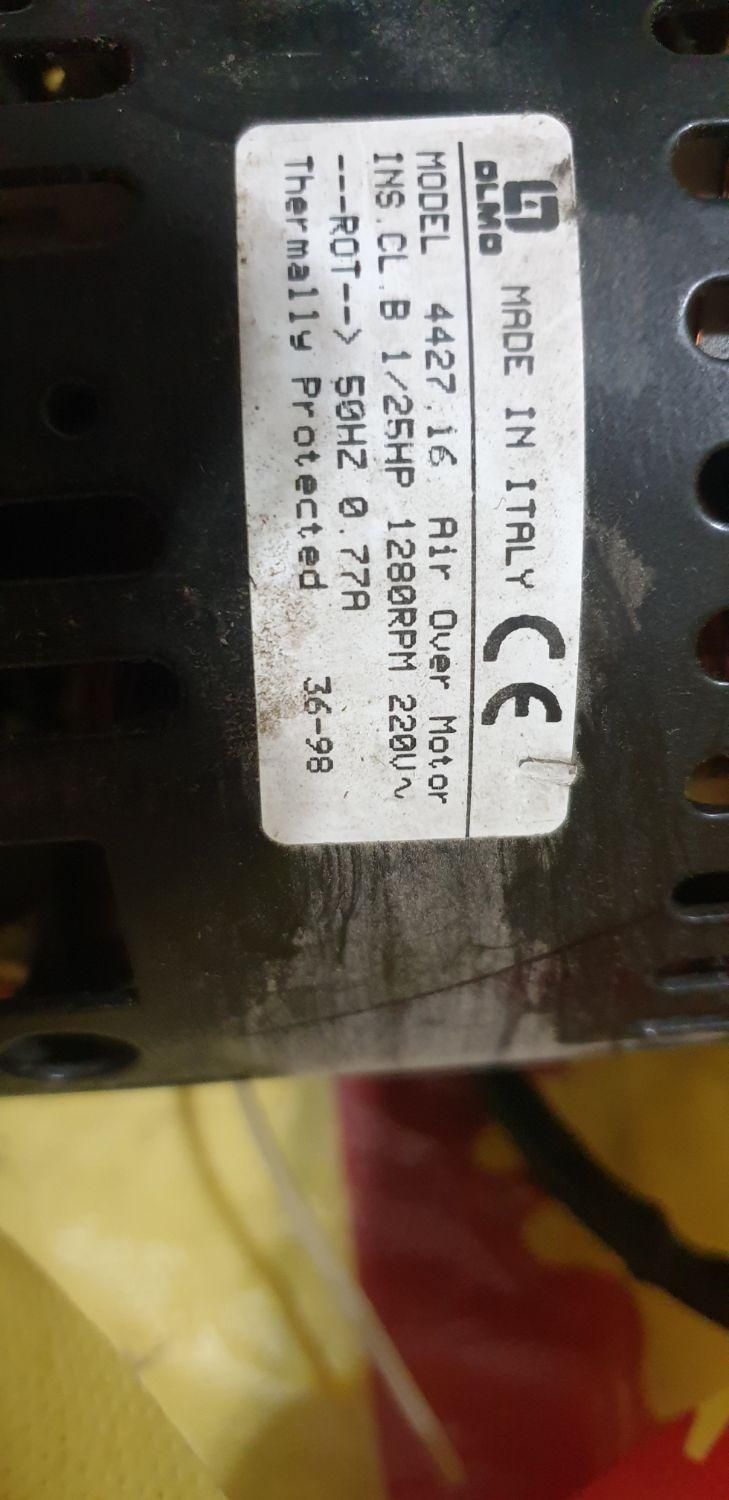 OLMO MADE IN ITALY CE
MODEL 4427.16 Air Over Motor
INS.CL.B 1/25HP 1280RPM 220V~
---ROT--> 50HZ 0.77A
Thermally Protected 36-98